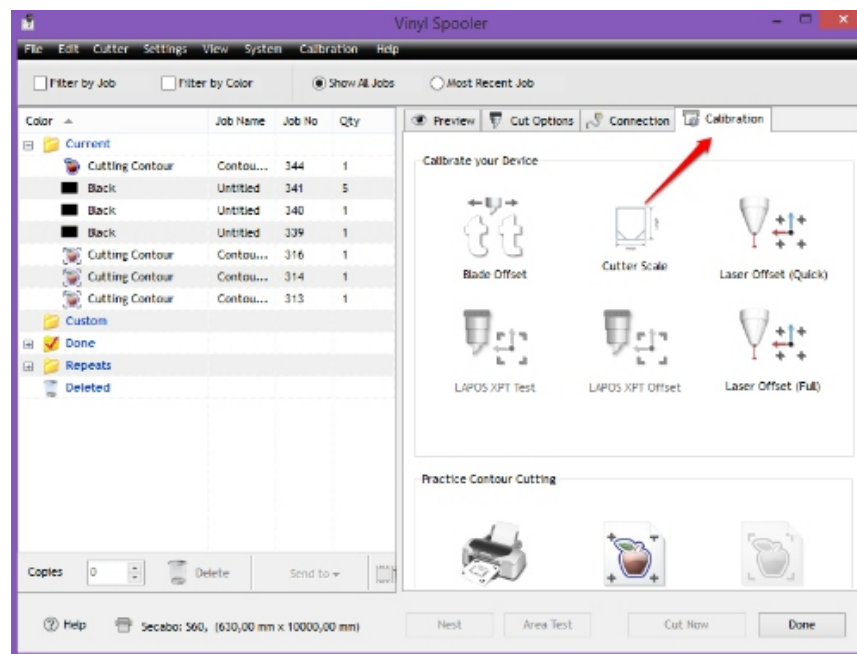 Vinyl Spooler
File Edit Cutter Settings View System Calibration Help
Filter by Job Filter by Color Show All Jobs Most Recent Job
Color Job Name Job No Qty
Current
Cutting Contour Contou... 344 1
Black Untitled 341 5
Black Untitled 340 1
Black Untitled 339 1
Cutting Contour Contou... 316 1
Cutting Contour Contou... 314 1
Cutting Contour Contou... 313 1
Custom
Done
Repeats
Deleted
Copies 0 Delete Send to
Preview Cut Options Connection Calibration
Calibrate your Device
Blade Offset Cutter Scale Laser Offset (Quick)
LAPOS XPT Test LAPOS XPT Offset Laser Offset (Full)
Practice Contour Cutting
Help Secabo: S60, (630,00 mm x 10000,00 mm) Nest Area Test Cut Now Done